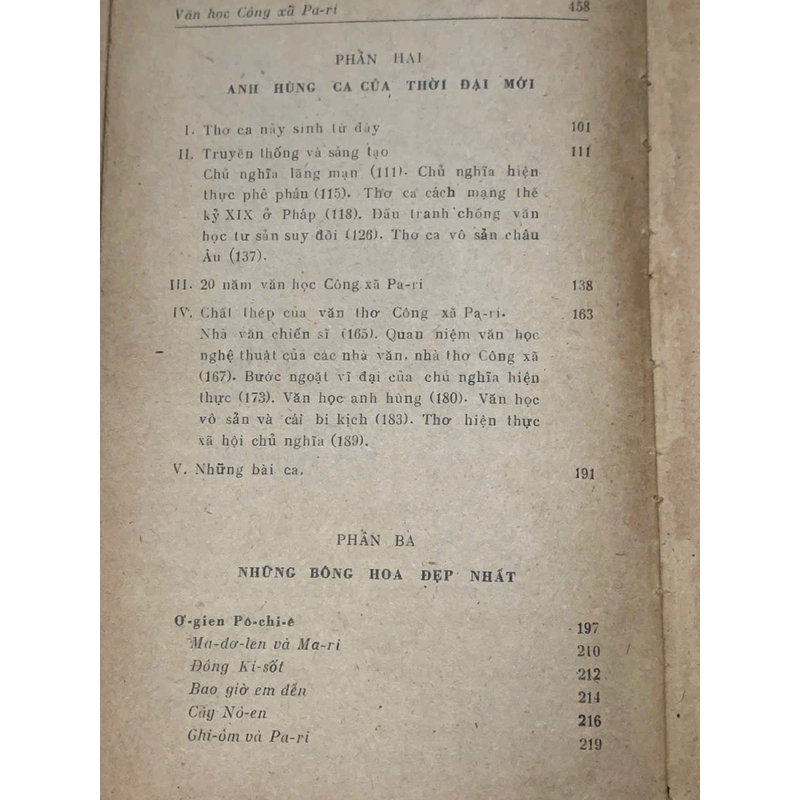 Văn học Công xã Pa-ri 458
PHẦN HAI
ANH HÙNG CA CỦA THỜI ĐẠI MỚI
I. Thơ ca nảy sinh từ đây 101
II. Truyền thống và sáng tạo 111
Chủ nghĩa lãng mạn (111). Chủ nghĩa hiện
thực phê phán (115). Thơ ca cách mạng thế
kỷ XIX ở Pháp (118). Đấu tranh chống văn
học tư sản suy đồi (126). Thơ ca vô sản châu
Âu (137).
III. 20 năm văn học Công xã Pa-ri 138
IV. Chất thép của văn thơ Công xã Pa-ri. 163
Nhà văn chiến sĩ (165). Quan niệm văn học
nghệ thuật của các nhà văn, nhà thơ Công xã
(167). Bước ngoặt vĩ đại của chủ nghĩa hiện
thực (173). Văn học anh hùng (180). Văn học
vô sản và cái bi kịch (183). Thơ hiện thực
xã hội chủ nghĩa (189).
V. Những bài ca. 191
PHẦN BA
NHỮNG BÔNG HOA ĐẸP NHẤT
Ơ-gien Pô-chi-ê 197
Ma-đơ-len và Ma-ri 210
Đông Ki-sốt 212
Bao giờ em đến 214
Cây Nô-en 216
Ghi-ôm và Pa-ri 219